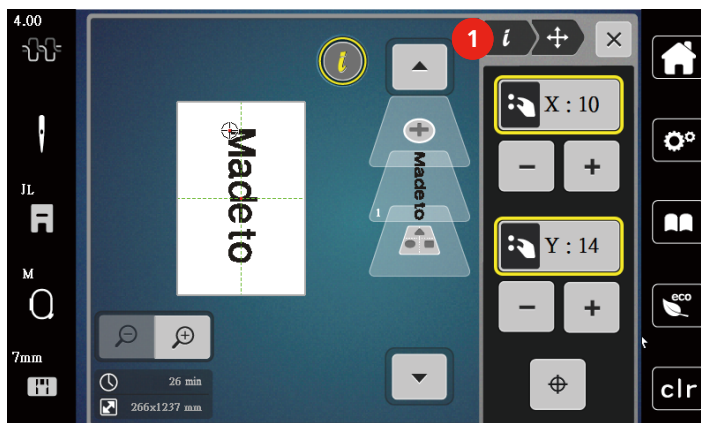 4.00
JL
M
7mm
Made to
26 min
266x1237 mm
i
Made to
1
1
i
X : 10
Y : 14
eco
clr